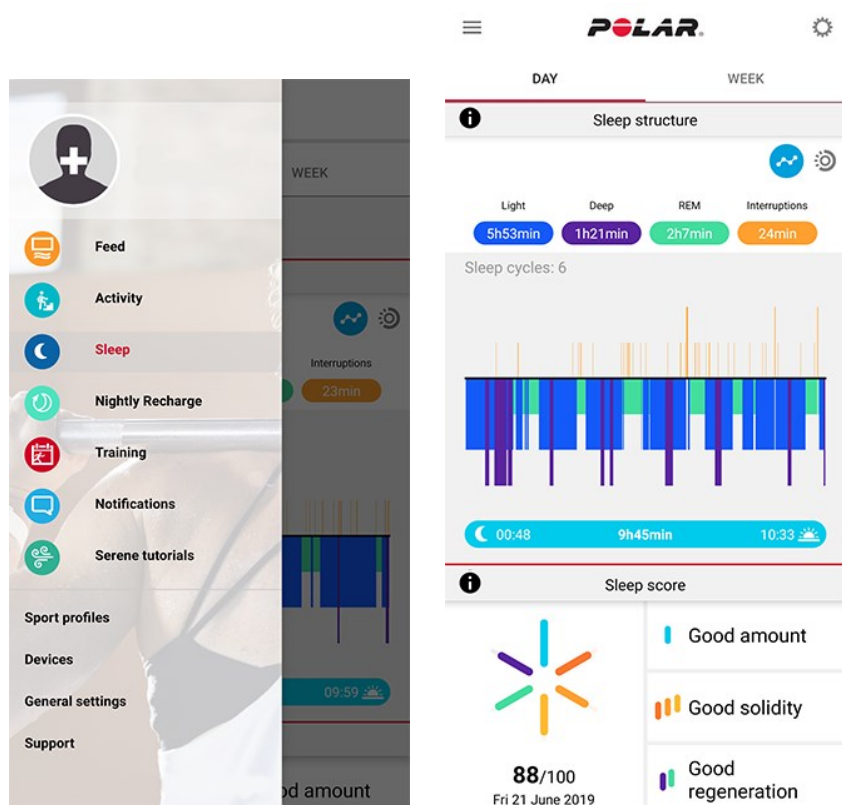 WEEK
Feed
Activity
Sleep
Interruptions
23min
Nightly Recharge
Training
Notifications
Serene tutorials
Sport profiles
Devices
General settings
09:59
Support
od amount
POLAR.
DAY
WEEK
Sleep structure
Light
Deep
REM
Interruptions
5h53min
1h21min
2h7min
24min
Sleep cycles: 6
00:48
9h45min
10:33
Sleep score
Good amount
Good solidity
88/100
Fri 21 June 2019
Good
regeneration